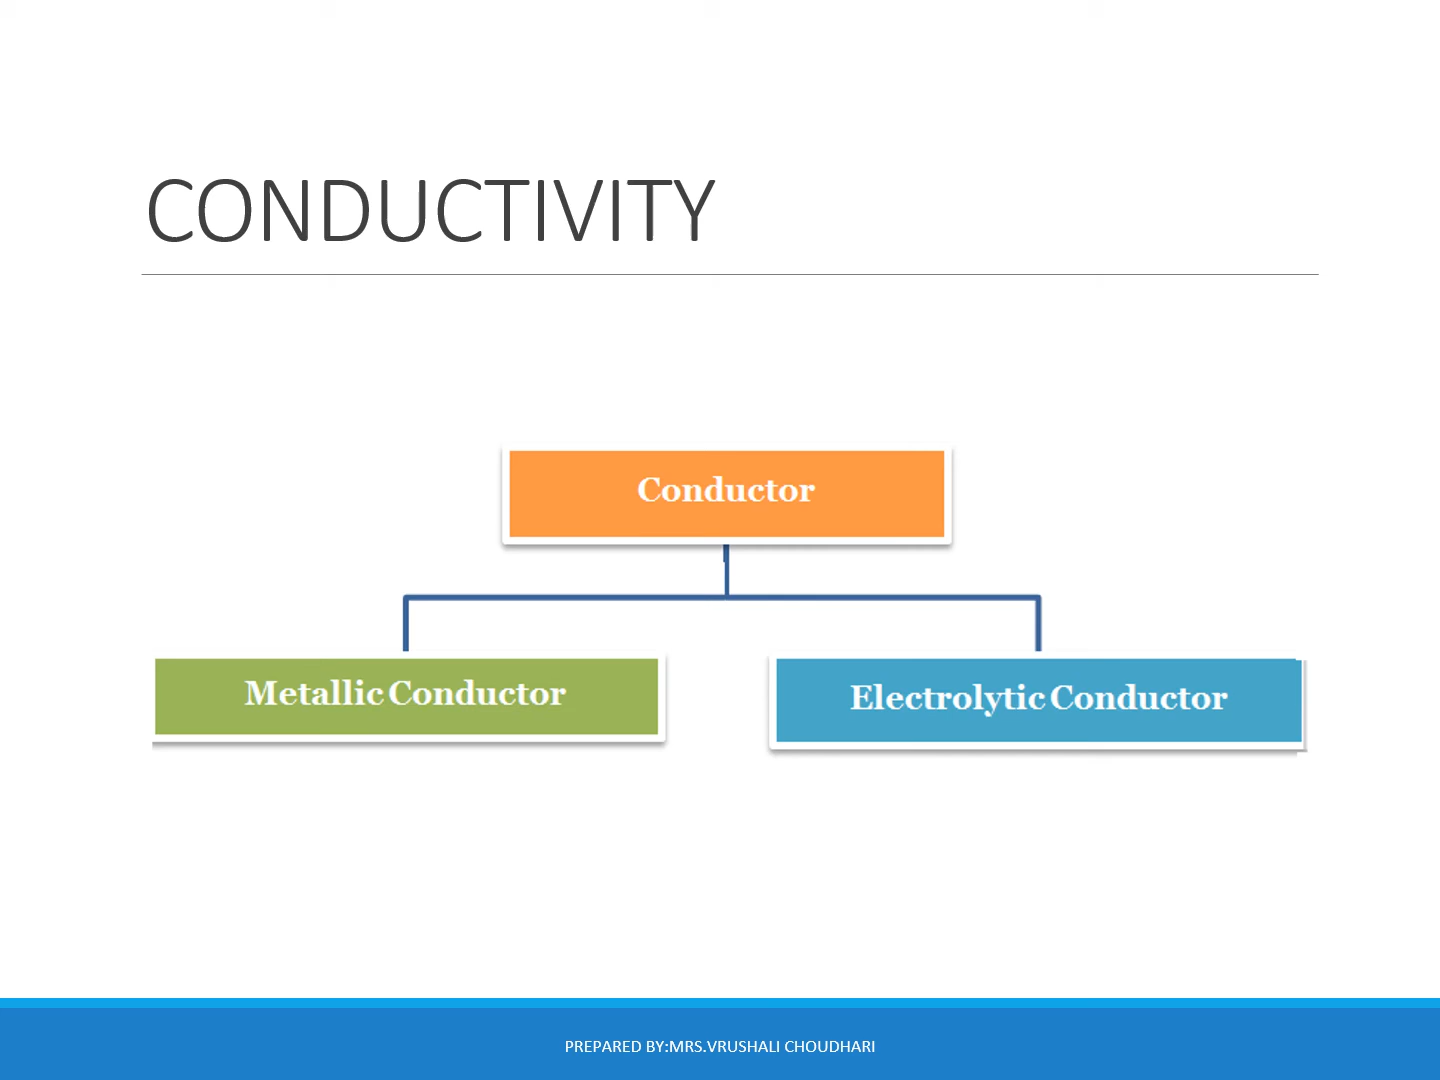 CONDUCTIVITY
Conductor
Metallic Conductor
Electrolytic Conductor
PREPARED BY:MRS.VRUSHALI CHOUDHARI